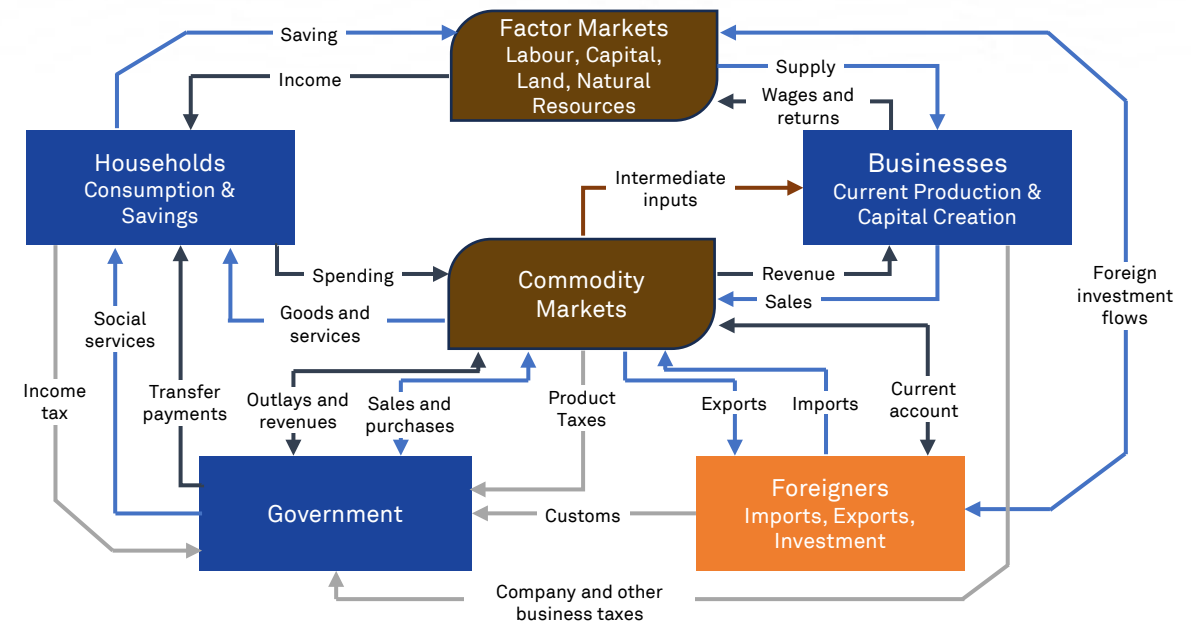 Factor Markets
Labour, Capital,
Land, Natural
Resources
Saving
Income
Supply
Wages and
returns
Households
Consumption &
Savings
Businesses
Current Production &
Capital Creation
Intermediate
inputs
Spending
Commodity
Markets
Revenue
Sales
Goods and
services
Foreign
investment
flows
Social
services
Income
tax
Transfer
payments
Outlays and
revenues
Sales and
purchases
Product
Taxes
Exports
Imports
Current
account
Government
Customs
Foreigners
Imports, Exports,
Investment
Company and other
business taxes